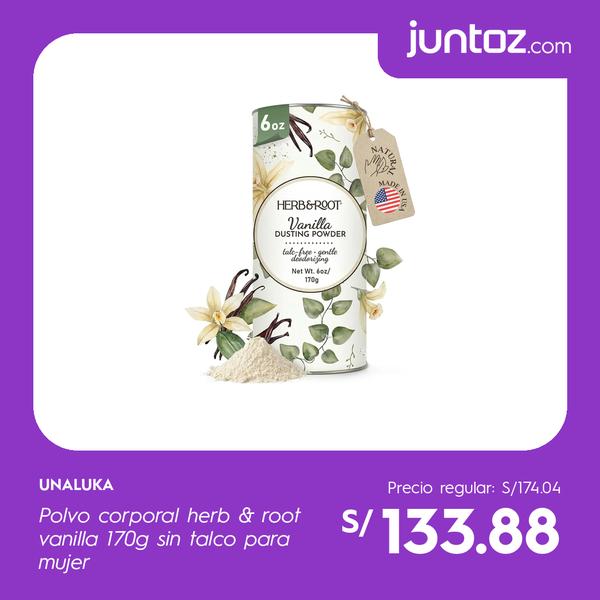 juntoz.com
6oz
NATURAL
MADE IN USA
HERB&ROOT
Vanilla
DUSTING POWDER
talc-free • gentle
deodorizing
Net Wt. 6oz/
170g
UNALUKA
Polvo corporal herb & root
vanilla 170g sin talco para
mujer
Precio regular: S/174.04
S/133.88